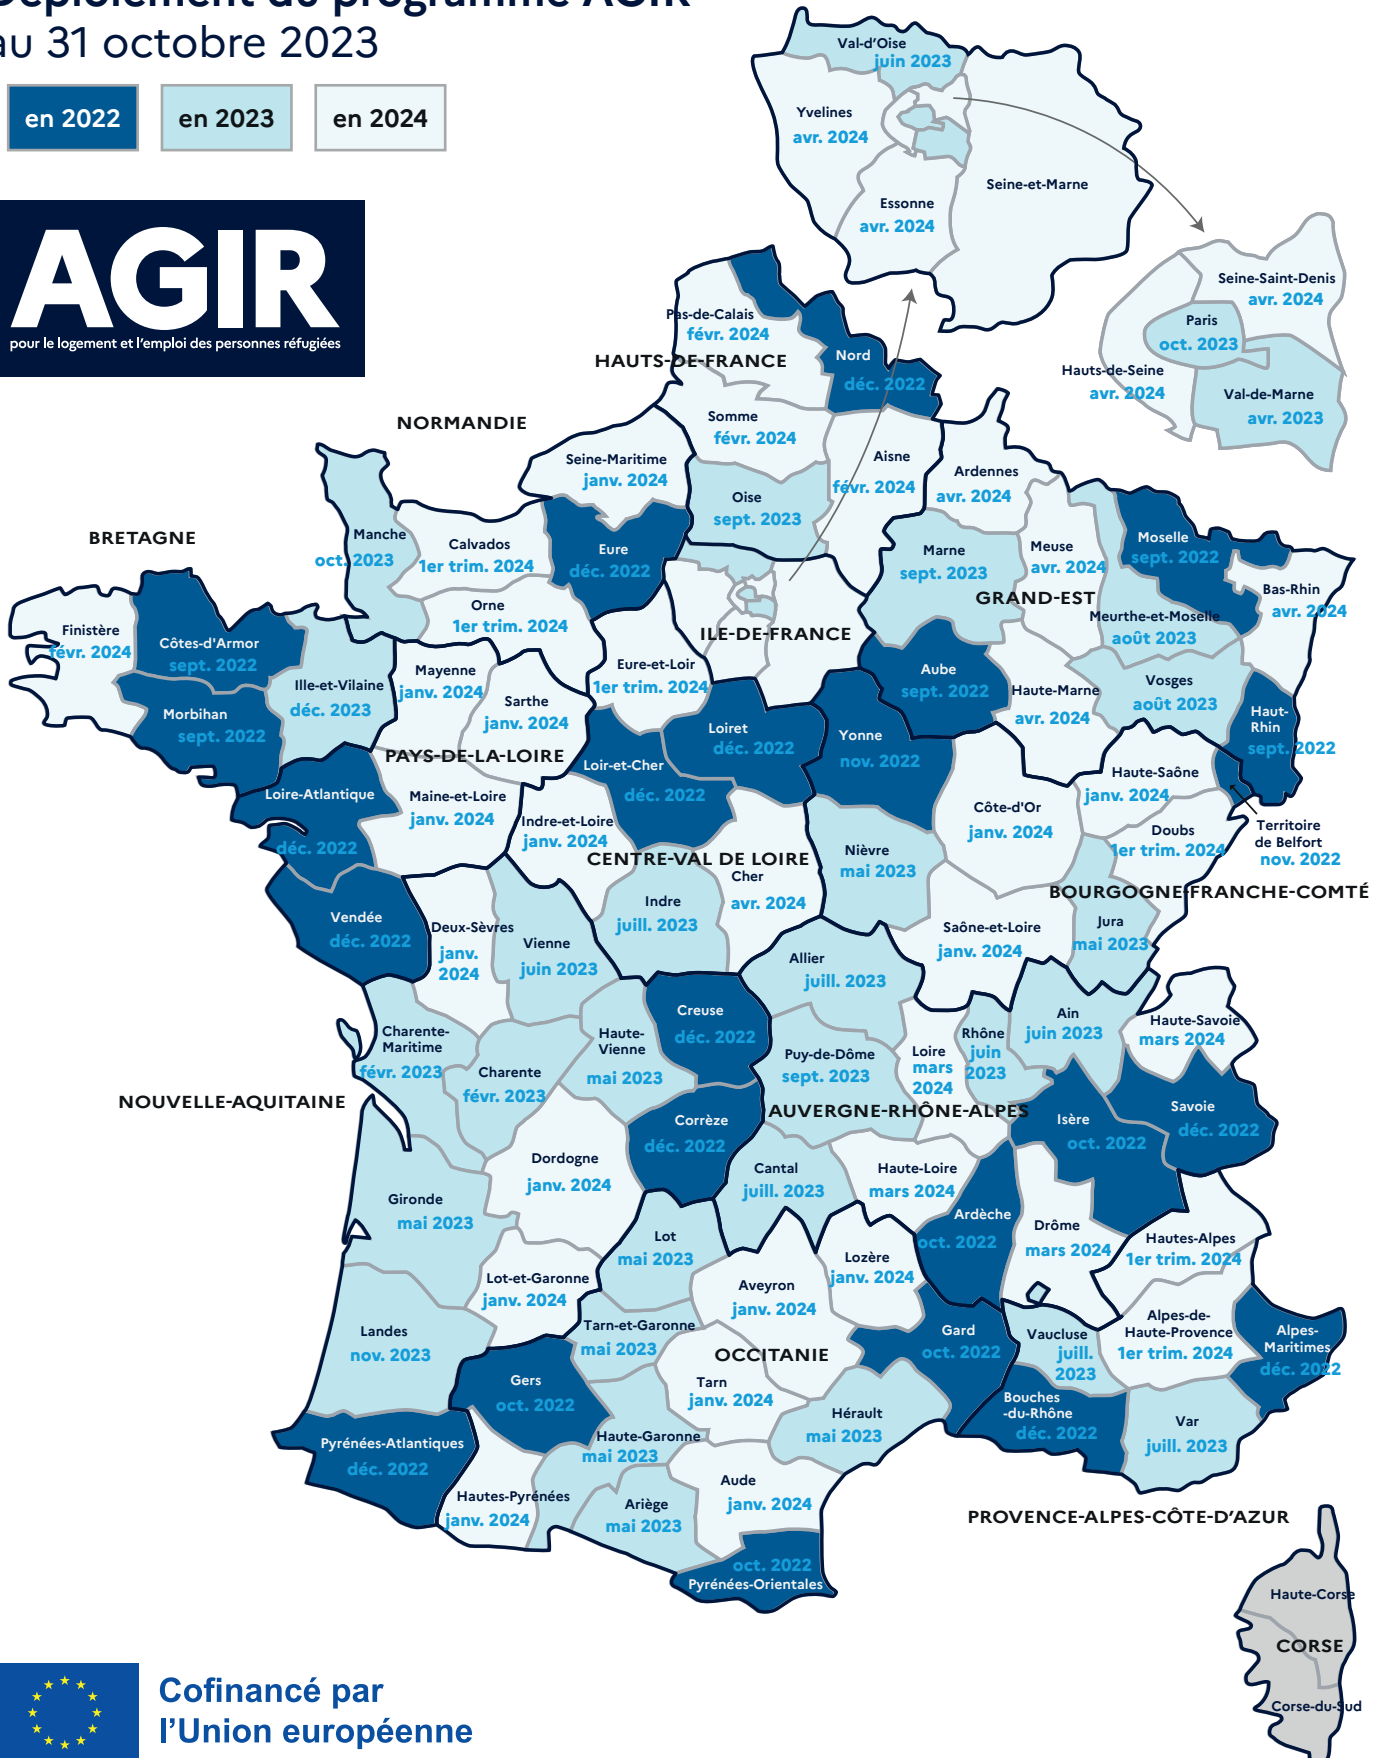 Déploiement du programme AGIR
au 31 octobre 2023
en 2022
en 2023
en 2024
AGIR
pour le logement et l'emploi des personnes réfugiées
Val-d'Oise
juin 2023
Yvelines
avr. 2024
Essonne
avr. 2024
Seine-et-Marne
Seine-Saint-Denis
avr. 2024
Paris
oct. 2023
Hauts-de-Seine
avr. 2024
Val-de-Marne
avr. 2023
Pas-de-Calais
févr. 2024
HAUTS-DE-FRANCE
Nord
déc. 2022
Somme
févr. 2024
Aisne
févr. 2024
Oise
sept. 2023
NORMANDIE
Seine-Maritime
janv. 2024
Eure
déc. 2022
Manche
oct. 2023
Calvados
1er trim. 2024
Orne
1er trim. 2024
Ardennes
avr. 2024
Marne
sept. 2023
Meuse
avr. 2024
Moselle
sept. 2022
GRAND-EST
Meurthe-et-Moselle
août 2023
Bas-Rhin
avr. 2024
Aube
sept. 2022
Haute-Marne
avr. 2024
Vosges
août 2023
Haut-
Rhin
sept. 2022
BRETAGNE
Finistère
févr. 2024
Côtes-d'Armor
sept. 2022
Morbihan
sept. 2022
Ille-et-Vilaine
déc. 2023
ILE-DE-FRANCE
Mayenne
janv. 2024
Sarthe
janv. 2024
PAYS-DE-LA-LOIRE
Loire-Atlantique
déc. 2022
Maine-et-Loire
janv. 2024
Vendée
déc. 2022
Eure-et-Loir
1er trim. 2024
Loiret
déc. 2022
Loir-et-Cher
déc. 2022
Indre-et-Loire
janv. 2024
CENTRE-VAL DE LOIRE
Cher
avr. 2024
Indre
juill. 2023
Yonne
nov. 2022
Nièvre
mai 2023
Côte-d'Or
janv. 2024
Haute-Saône
janv. 2024
Doubs
1er trim. 2024
Territoire
de Belfort
nov. 2022
BOURGOGNE-FRANCHE-COMTÉ
Saône-et-Loire
janv. 2024
Jura
mai 2023
Deux-Sèvres
janv.
2024
Vienne
juin 2023
Charente-
Maritime
févr. 2023
Charente
févr. 2023
Haute-
Vienne
mai 2023
Creuse
déc. 2022
Corrèze
déc. 2022
NOUVELLE-AQUITAINE
Dordogne
janv. 2024
Gironde
mai 2023
Lot-et-Garonne
janv. 2024
Landes
nov. 2023
Pyrénées-Atlantiques
déc. 2022
Allier
juill. 2023
Puy-de-Dôme
sept. 2023
Loire
mars
2024
Rhône
juin
2023
Ain
juin 2023
Haute-Savoie
mars 2024
Savoie
déc. 2022
Isère
oct. 2022
AUVERGNE-RHÔNE-ALPES
Cantal
juill. 2023
Haute-Loire
mars 2024
Ardèche
oct. 2022
Drôme
mars 2024
Lot
mai 2023
Aveyron
janv. 2024
Lozère
janv. 2024
Tarn-et-Garonne
mai 2023
OCCITANIE
Tarn
janv. 2024
Gard
oct. 2022
Hérault
mai 2023
Gers
oct. 2022
Haute-Garonne
mai 2023
Hautes-Pyrénées
janv. 2024
Ariège
mai 2023
Aude
janv. 2024
oct. 2022
Pyrénées-Orientales
Hautes-Alpes
1er trim. 2024
Alpes-de-
Haute-Provence
1er trim. 2024
Alpes-
Maritimes
déc. 2022
Vaucluse
juill.
2023
Bouches
-du-Rhône
déc. 2022
Var
juill. 2023
PROVENCE-ALPES-CÔTE-D'AZUR
Haute-Corse
CORSE
Corse-du-Sud
Cofinancé par
l'Union européenne